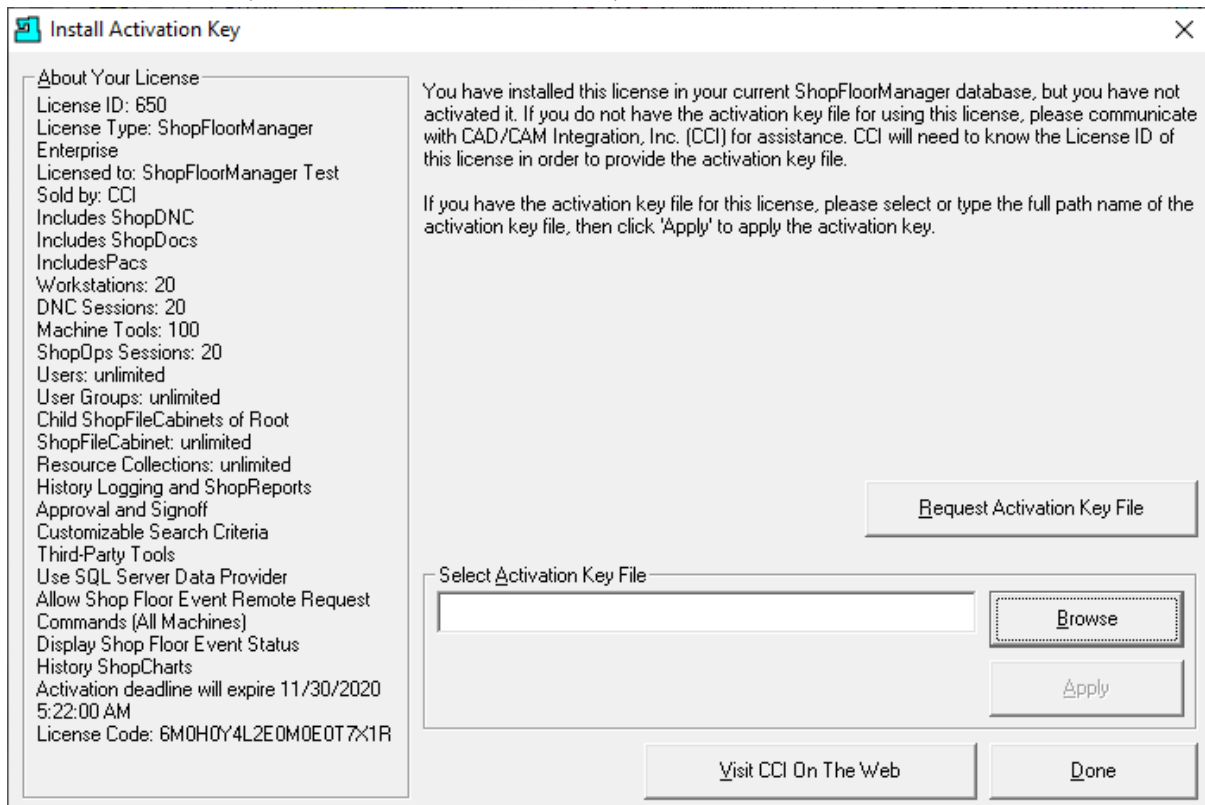 Install Activation Key
About Your License
License ID: 650
License Type: ShopFloorManager
Enterprise
Licensed to: ShopFloorManager Test
Sold by: CCI
Includes ShopDNC
Includes ShopDocs
IncludesPacs
Workstations: 20
DNC Sessions: 20
Machine Tools: 100
ShopOps Sessions: 20
Users: unlimited
User Groups: unlimited
Child ShopFileCabinets of Root
ShopFileCabinet: unlimited
Resource Collections: unlimited
History Logging and ShopReports
Approval and Signoff
Customizable Search Criteria
Third-Party Tools
Use SQL Server Data Provider
Allow Shop Floor Event Remote Request
Commands (All Machines)
Display Shop Floor Event Status
History ShopCharts
Activation deadline will expire 11/30/2020
5:22:00 AM
License Code: 6M0H0Y4L2E0M0E0T7X1R
You have installed this license in your current ShopFloorManager database, but you have not
activated it. If you do not have the activation key file for using this license, please communicate
with CAD/CAM Integration, Inc. (CCI) for assistance. CCI will need to know the License ID of
this license in order to provide the activation key file.
If you have the activation key file for this license, please select or type the full path name of the
activation key file, then click 'Apply' to apply the activation key.
Request Activation Key File
Select Activation Key File
Browse
Apply
Visit CCI On The Web
Done